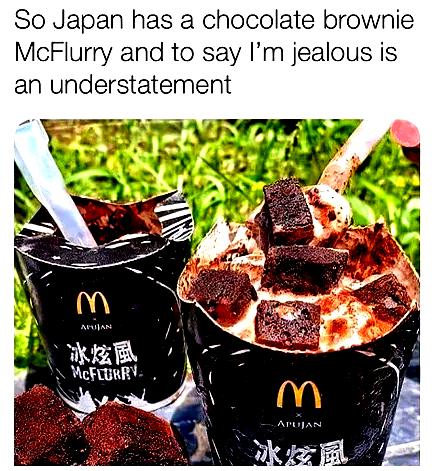 So Japan has a chocolate brownie
McFlurry and to say I'm jealous is
an understatement
APUJAN
冰炫風
McFLURRY
×
APUJAN
冰炫風